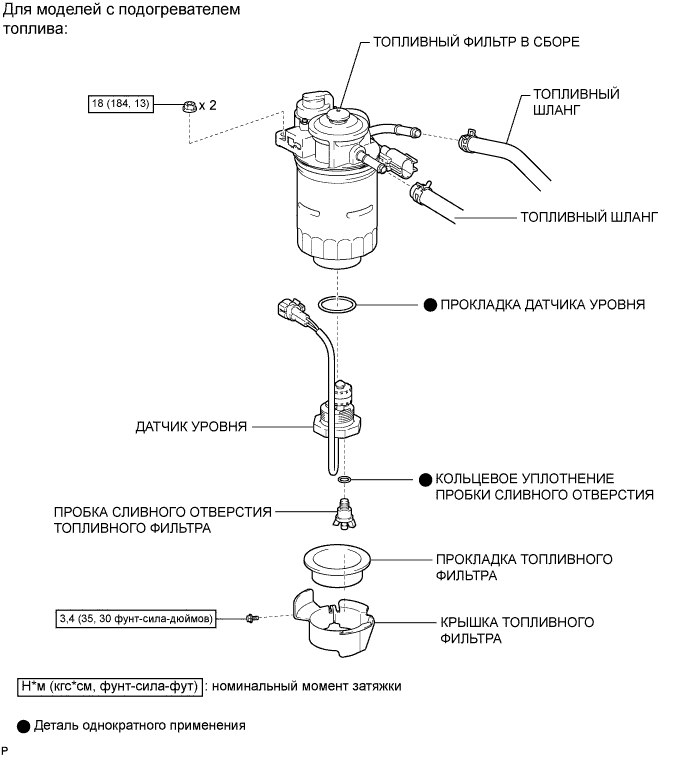 Для моделей с подогревателем
топлива:
ТОПЛИВНЫЙ ФИЛЬТР В СБОРЕ
18 (184, 13)
x 2
ТОПЛИВНЫЙ
ШЛАНГ
ТОПЛИВНЫЙ ШЛАНГ
ПРОКЛАДКА ДАТЧИКА УРОВНЯ
ДАТЧИК УРОВНЯ
КОЛЬЦЕВОЕ УПЛОТНЕНИЕ
ПРОБКИ СЛИВНОГО ОТВЕРСТИЯ
ПРОБКА СЛИВНОГО ОТВЕРСТИЯ
ТОПЛИВНОГО ФИЛЬТРА
ПРОКЛАДКА ТОПЛИВНОГО
ФИЛЬТРА
3,4 (35, 30 фунт-сила-дюймов)
КРЫШКА ТОПЛИВНОГО
ФИЛЬТРА
Н*м (кгс*см, фунт-сила-фут) : номинальный момент затяжки
Деталь однократного применения
P